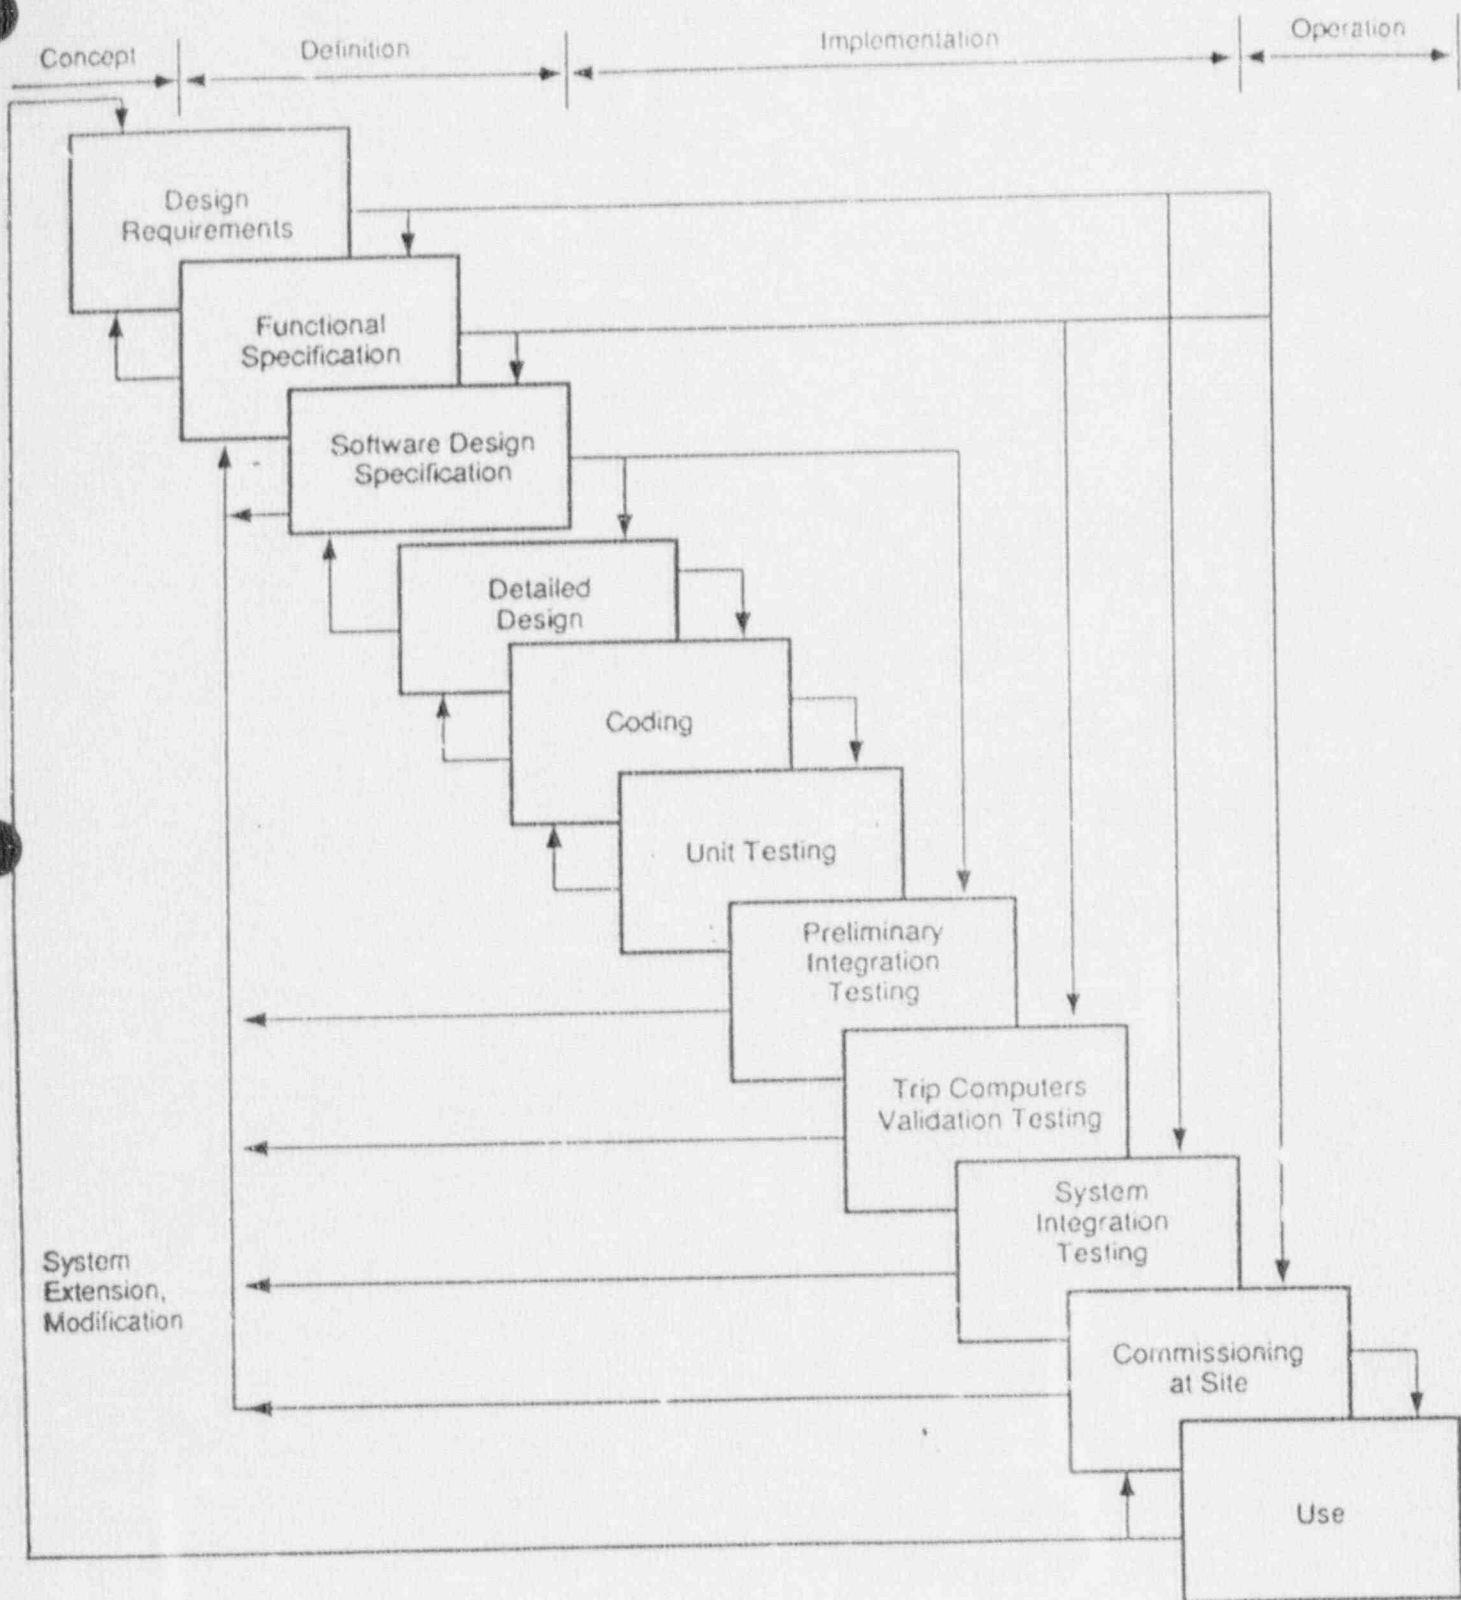 Concept
Definition
Implementation
Operation
Design
Requirements
Functional
Specification
Software Design
Specification
Detailed
Design
Coding
Unit Testing
Preliminary
Integration
Testing
Trip Computers
Validation Testing
System
Integration
Testing
System
Extension,
Modification
Commissioning
at Site
Use